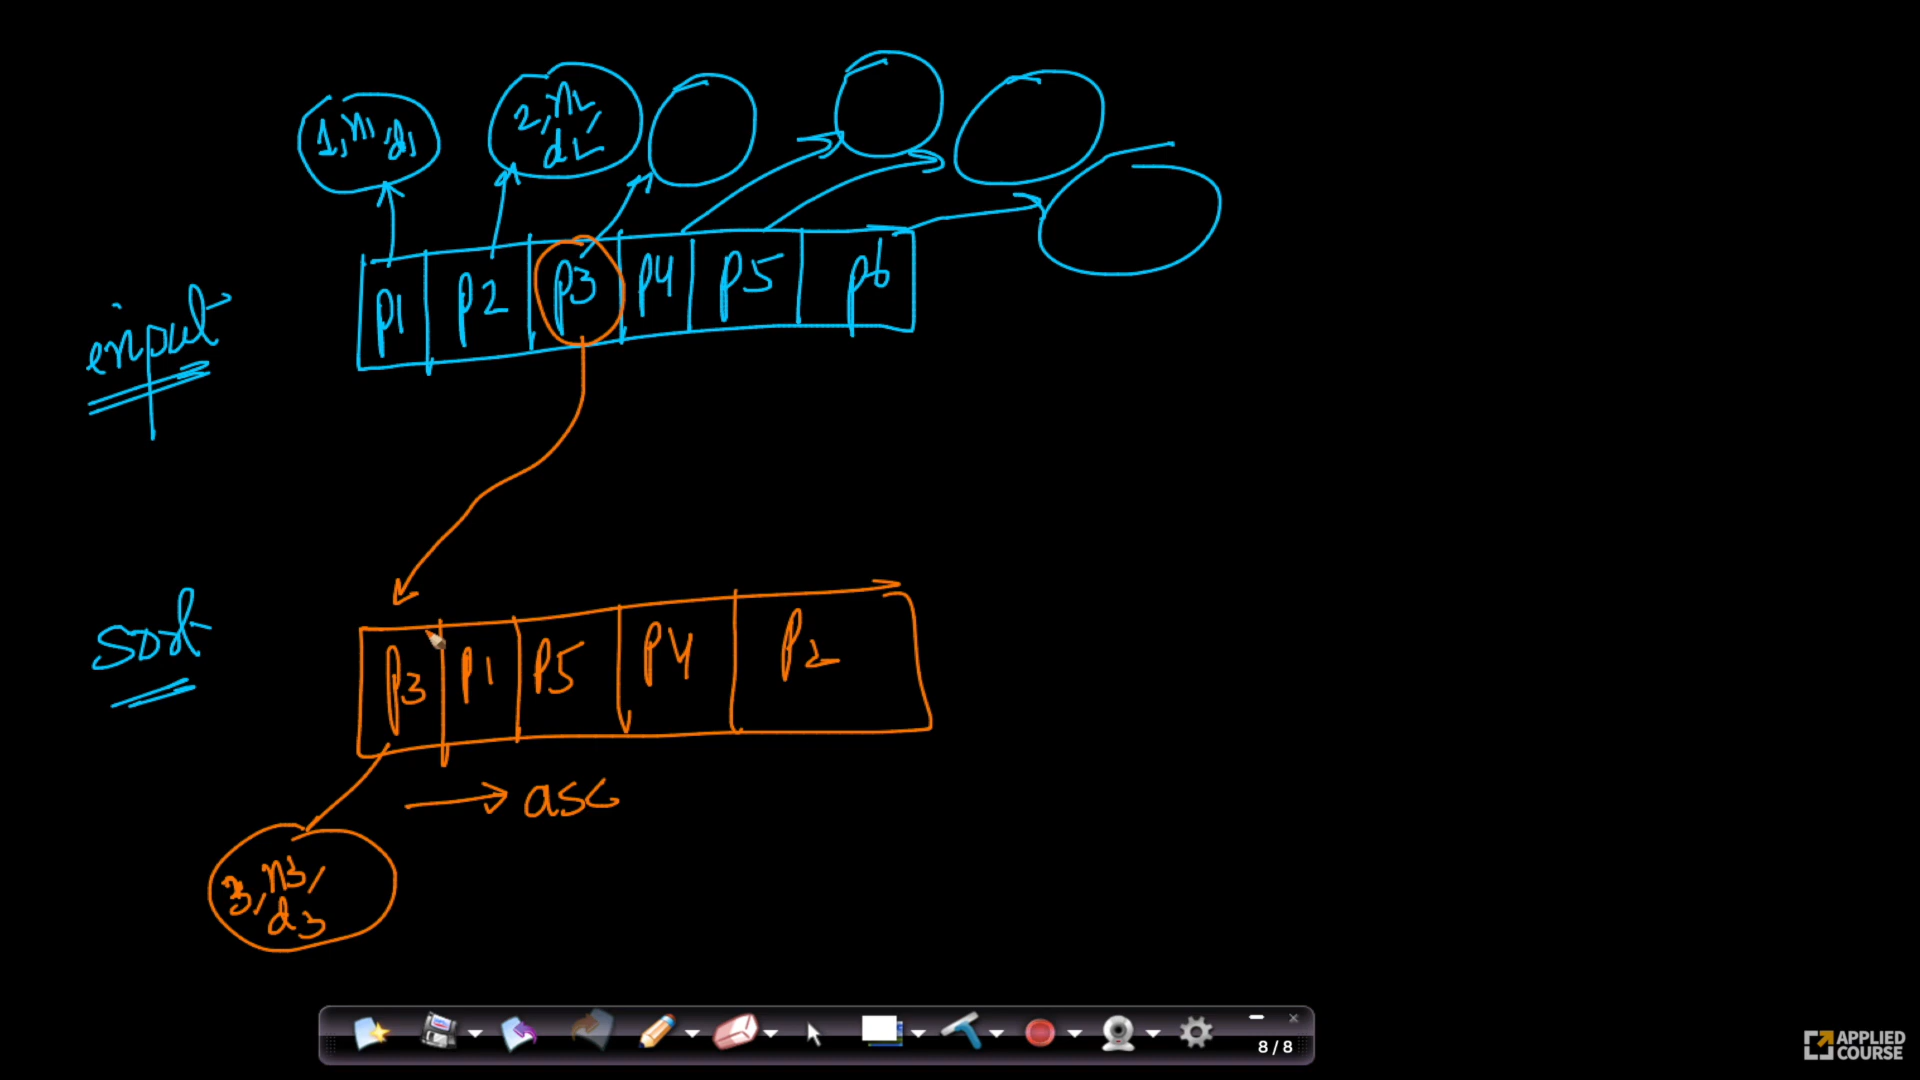 1, n1, d1
2, n2,
d2
p1 p2 p3 p4 p5 p6
input
sort
p3 p1 p5 p4 p2
→ asc
3, n3,
d3
8/8
APPLIED
COURSE